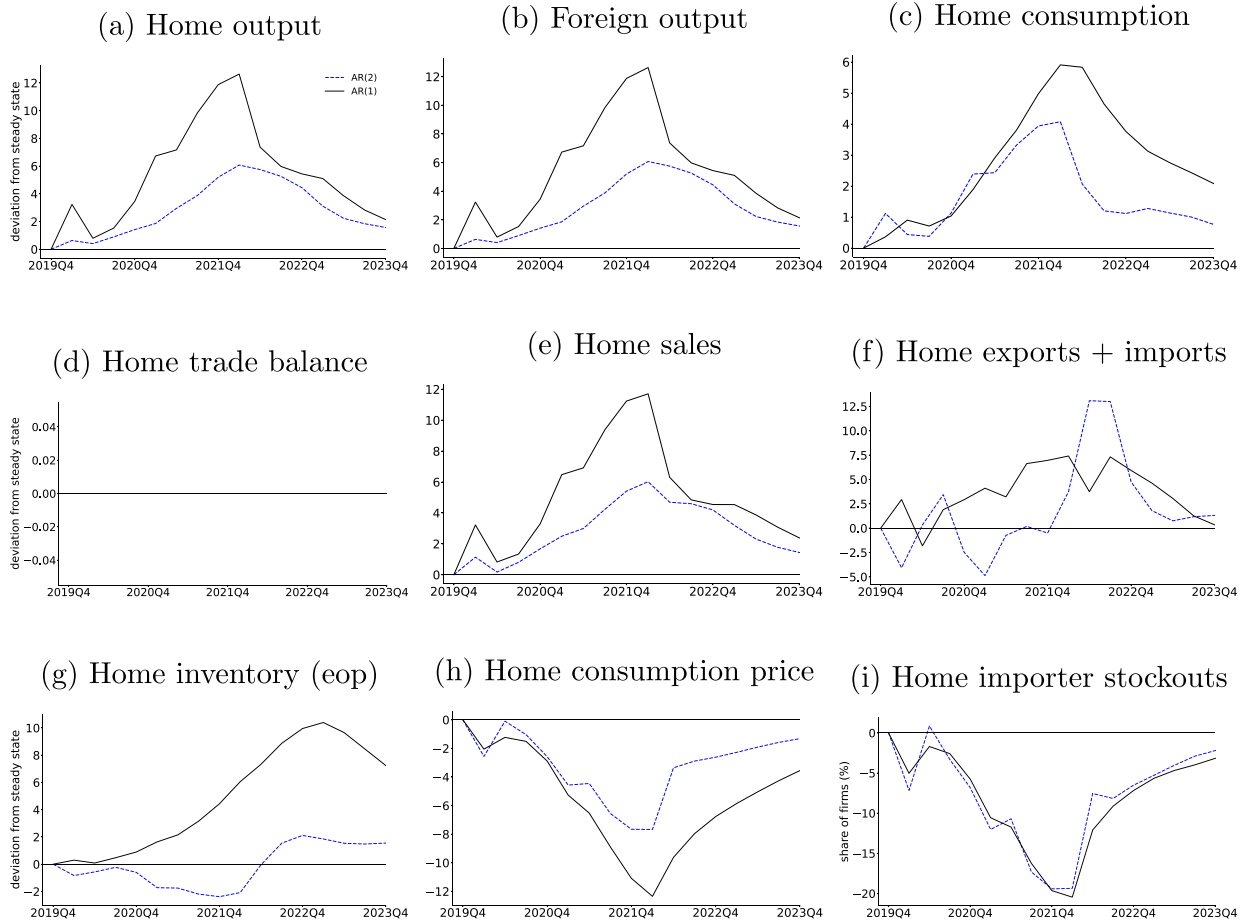 (a) Home output
deviation from steady state
12
10
8
6
4
2
0
AR(2)
AR(1)
2019Q4 2020Q4 2021Q4 2022Q4 2023Q4
(b) Foreign output
12
10
8
6
4
2
0
2019Q4 2020Q4 2021Q4 2022Q4 2023Q4
(c) Home consumption
6
5
4
3
2
1
0
2019Q4 2020Q4 2021Q4 2022Q4 2023Q4
(d) Home trade balance
deviation from steady state
0.04
0.02
0.00
−0.02
−0.04
2019Q4 2020Q4 2021Q4 2022Q4 2023Q4
(e) Home sales
12
10
8
6
4
2
0
2019Q4 2020Q4 2021Q4 2022Q4 2023Q4
(f) Home exports + imports
12.5
10.0
7.5
5.0
2.5
0.0
−2.5
−5.0
2019Q4 2020Q4 2021Q4 2022Q4 2023Q4
(g) Home inventory (eop)
deviation from steady state
10
8
6
4
2
0
−2
2019Q4 2020Q4 2021Q4 2022Q4 2023Q4
(h) Home consumption price
0
−2
−4
−6
−8
−10
−12
2019Q4 2020Q4 2021Q4 2022Q4 2023Q4
(i) Home importer stockouts
share of firms (%)
0
−5
−10
−15
−20
2019Q4 2020Q4 2021Q4 2022Q4 2023Q4